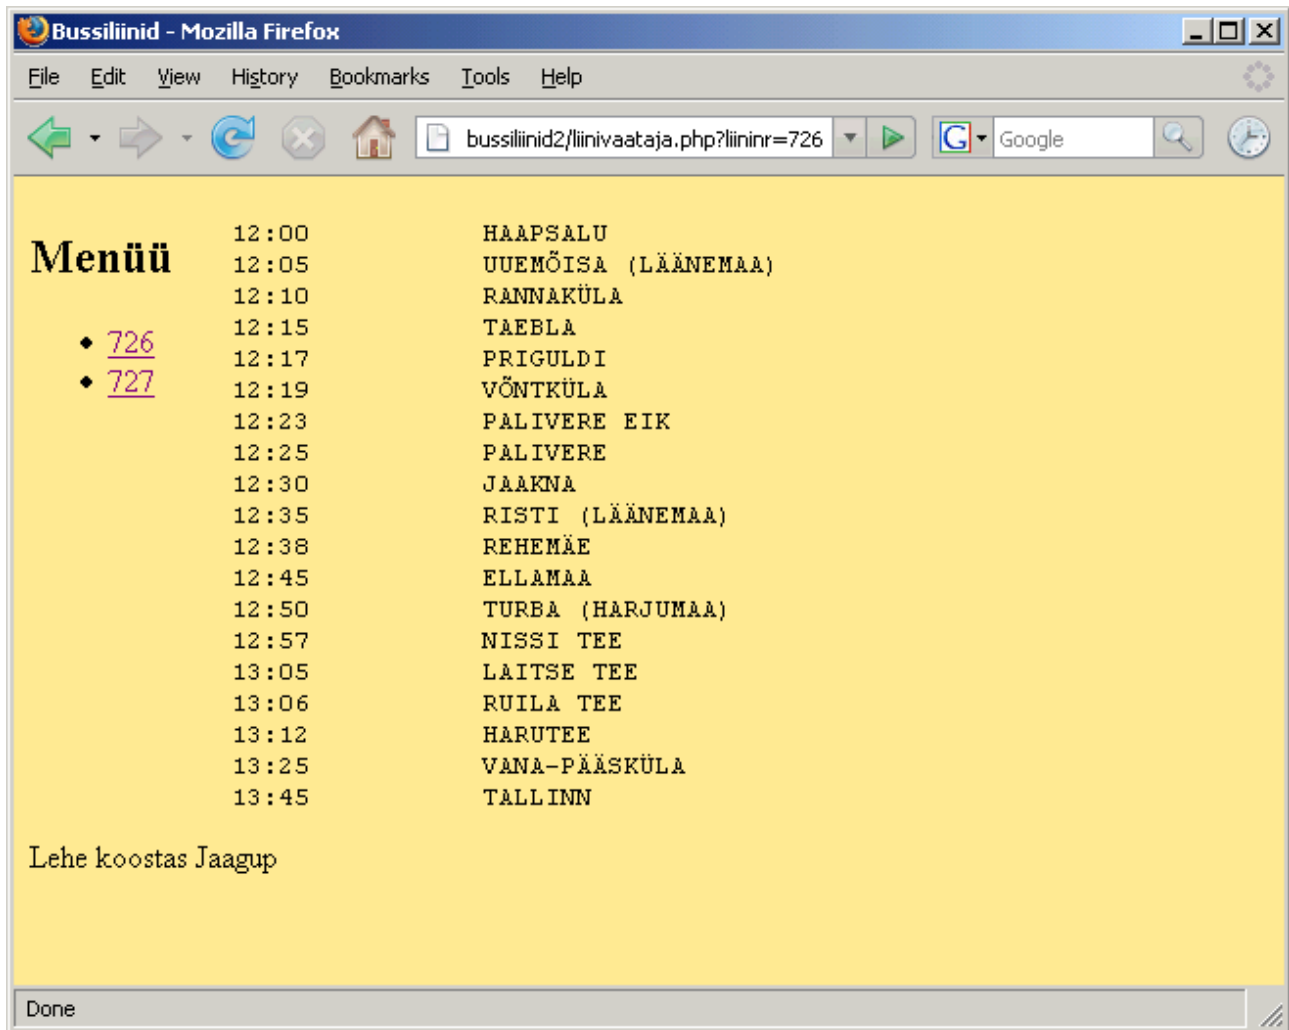 Bussiliinid - Mozilla Firefox
File Edit View History Bookmarks Tools Help
bussiliinid2/liinivaataja.php?liininr=726 G Google
Menüü
726
727
12:00 HAAPSALU
12:05 UUEMÕISA (LÄÄNEMAA)
12:10 RANNAKÜLA
12:15 TAEBLA
12:17 PRIGULDI
12:19 VÕNTKÜLA
12:23 PALIVERE EIK
12:25 PALIVERE
12:30 JAAKNA
12:35 RISTI (LÄÄNEMAA)
12:38 REHEMÄE
12:45 ELLAMAA
12:50 TURBA (HARJUMAA)
12:57 NISSI TEE
13:05 LAITSE TEE
13:06 RUILA TEE
13:12 HARUTEE
13:25 VANA-PÄÄSKÜLA
13:45 TALLINN
Lehe koostas Jaagup
Done